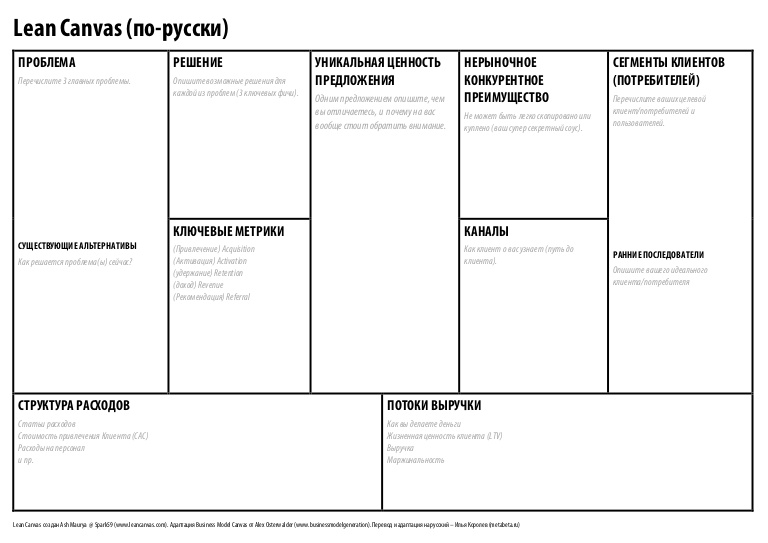 Lean Canvas (по-русски)
ПРОБЛЕМА
Перечислите 3 главных проблемы.
СУЩЕСТВУЮЩИЕ АЛЬТЕРНАТИВЫ
Как решается проблема(ы) сейчас?
РЕШЕНИЕ
Опишите возможные решения для
каждой из проблем (3 ключевых фичи).
КЛЮЧЕВЫЕ МЕТРИКИ
(Привлечение) Acquisition
(Активация) Activation
(удержание) Retention
(доход) Revenue
(Рекомендация) Referral
УНИКАЛЬНАЯ ЦЕННОСТЬ
ПРЕДЛОЖЕНИЯ
Одним предложением опишите, чем
вы отличаетесь, и почему на вас
вообще стоит обратить внимание.
НЕРЫНОЧНОЕ
КОНКУРЕНТНОЕ
ПРЕИМУЩЕСТВО
Не может быть легко скопировано или
куплено (ваш супер секретный соус).
КАНАЛЫ
Как клиент о вас узнает (путь до
клиента).
СЕГМЕНТЫ КЛИЕНТОВ
(ПОТРЕБИТЕЛЕЙ)
Перечислите ваших целевой
клиент/потребителя и
пользователей.
РАННИЕ ПОСЛЕДОВАТЕЛИ
Опишите вашего идеального
клиента/потребителя
СТРУКТУРА РАСХОДОВ
Статьи расходов
Стоимость привлечения Клиента (CAC)
Расходы на персонал
и пр.
ПОТОКИ ВЫРУЧКИ
Как вы делаете деньги
Жизненная ценность клиента (LTV)
Выручка
Маржинальность
Lean Canvas создан Ash Maurya @ Spark59 (www.leancanvas.com). Адаптация Business Model Canvas от Alex Osterwalder (www.businessmodelgeneration). Перевод и адаптация на русский – Илья Королев (metabeta.ru)